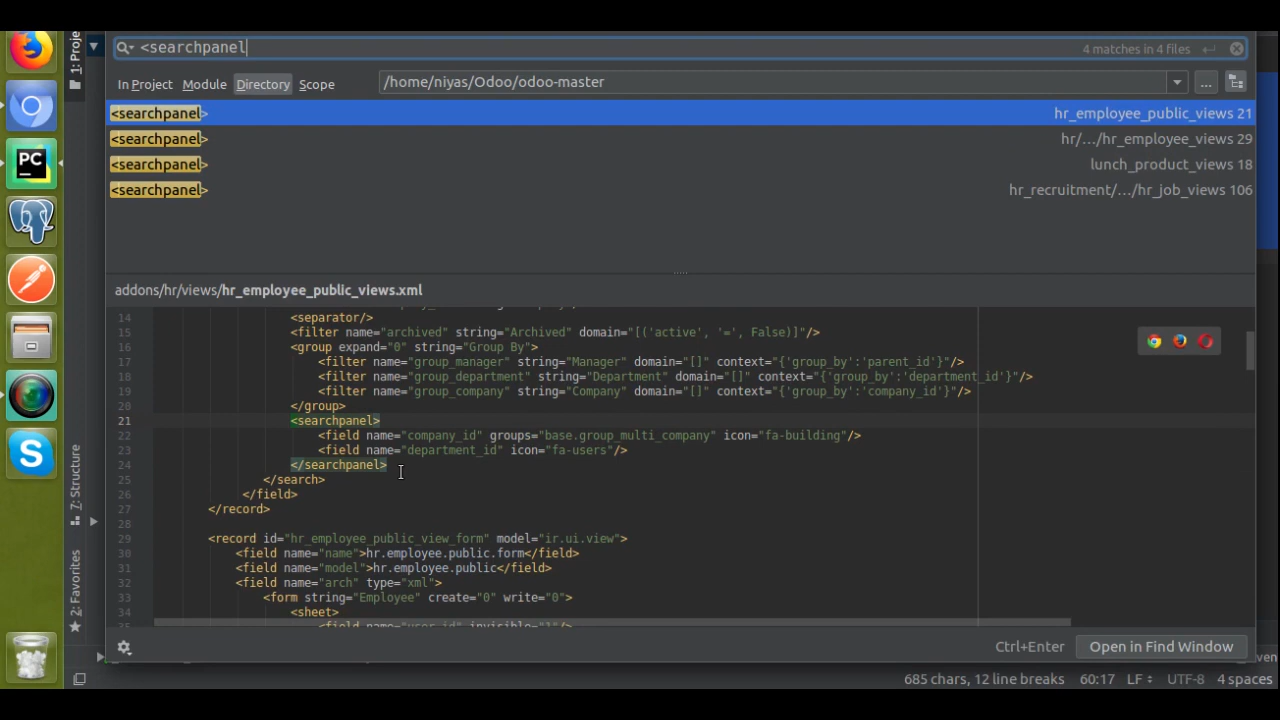 <searchpanel
4 matches in 4 files
In Project Module Directory Scope /home/niyas/Odoo/odoo-master ...
<searchpanel> hr_employee_public_views 21
<searchpanel> hr/…/hr_employee_views 29
<searchpanel> lunch_product_views 18
<searchpanel> hr_recruitment/…/hr_job_views 106
addons/hr/views/hr_employee_public_views.xml
14 <separator/>
15 <filter name="archived" string="Archived" domain="[('active', '=', False)]"/>
16 <group expand="0" string="Group By">
17 <filter name="group_manager" string="Manager" domain="[]" context="{'group_by':'parent_id'}"/>
18 <filter name="group_department" string="Department" domain="[]" context="{'group_by':'department_id'}"/>
19 <filter name="group_company" string="Company" domain="[]" context="{'group_by':'company_id'}"/>
20 </group>
21 <searchpanel>
22 <field name="company_id" groups="base.group_multi_company" icon="fa-building"/>
23 <field name="department_id" icon="fa-users"/>
24 </searchpanel>
25 </search>
26 </field>
27 </record>
28
29 <record id="hr_employee_public_view_form" model="ir.ui.view">
30 <field name="name">hr.employee.public.form</field>
31 <field name="model">hr.employee.public</field>
32 <field name="arch" type="xml">
33 <form string="Employee" create="0" write="0">
34 <sheet>
35 <field name="user_id" invisible="1"/>
Ctrl+Enter Open in Find Window
685 chars, 12 line breaks 60:17 LF UTF-8 4 spaces
1: Proje
7: Structure
2: Favorites
PC